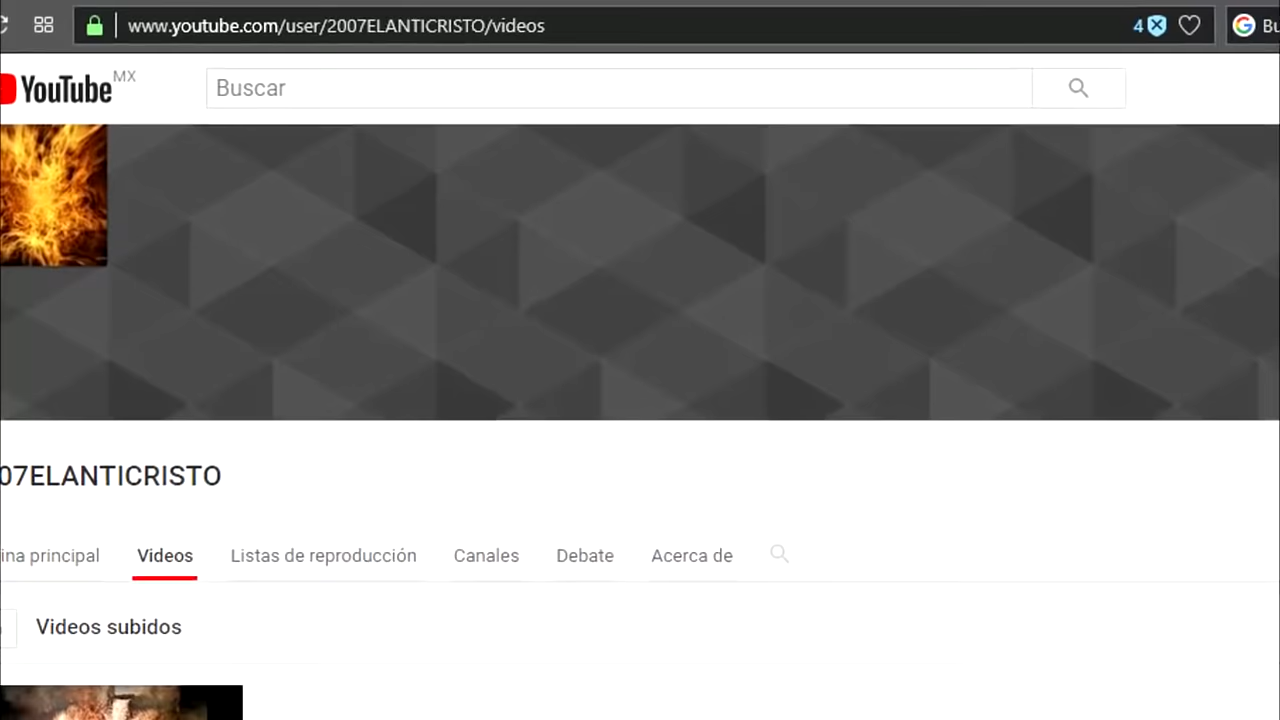 www.youtube.com/user/2007ELANTICRISTO/videos
4
YouTube MX
Buscar
07ELANTICRISTO
ina principal Videos Listas de reproducción Canales Debate Acerca de
Videos subidos